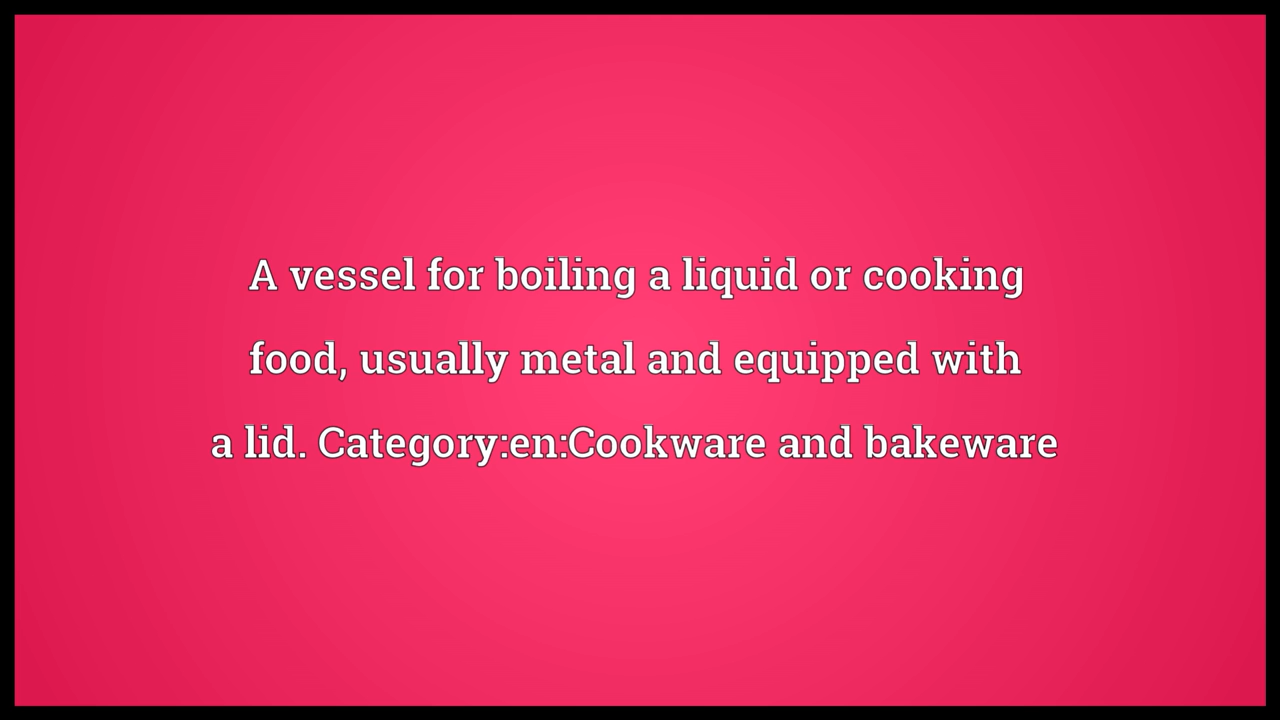 A vessel for boiling a liquid or cooking
food, usually metal and equipped with
a lid. Category:en:Cookware and bakeware